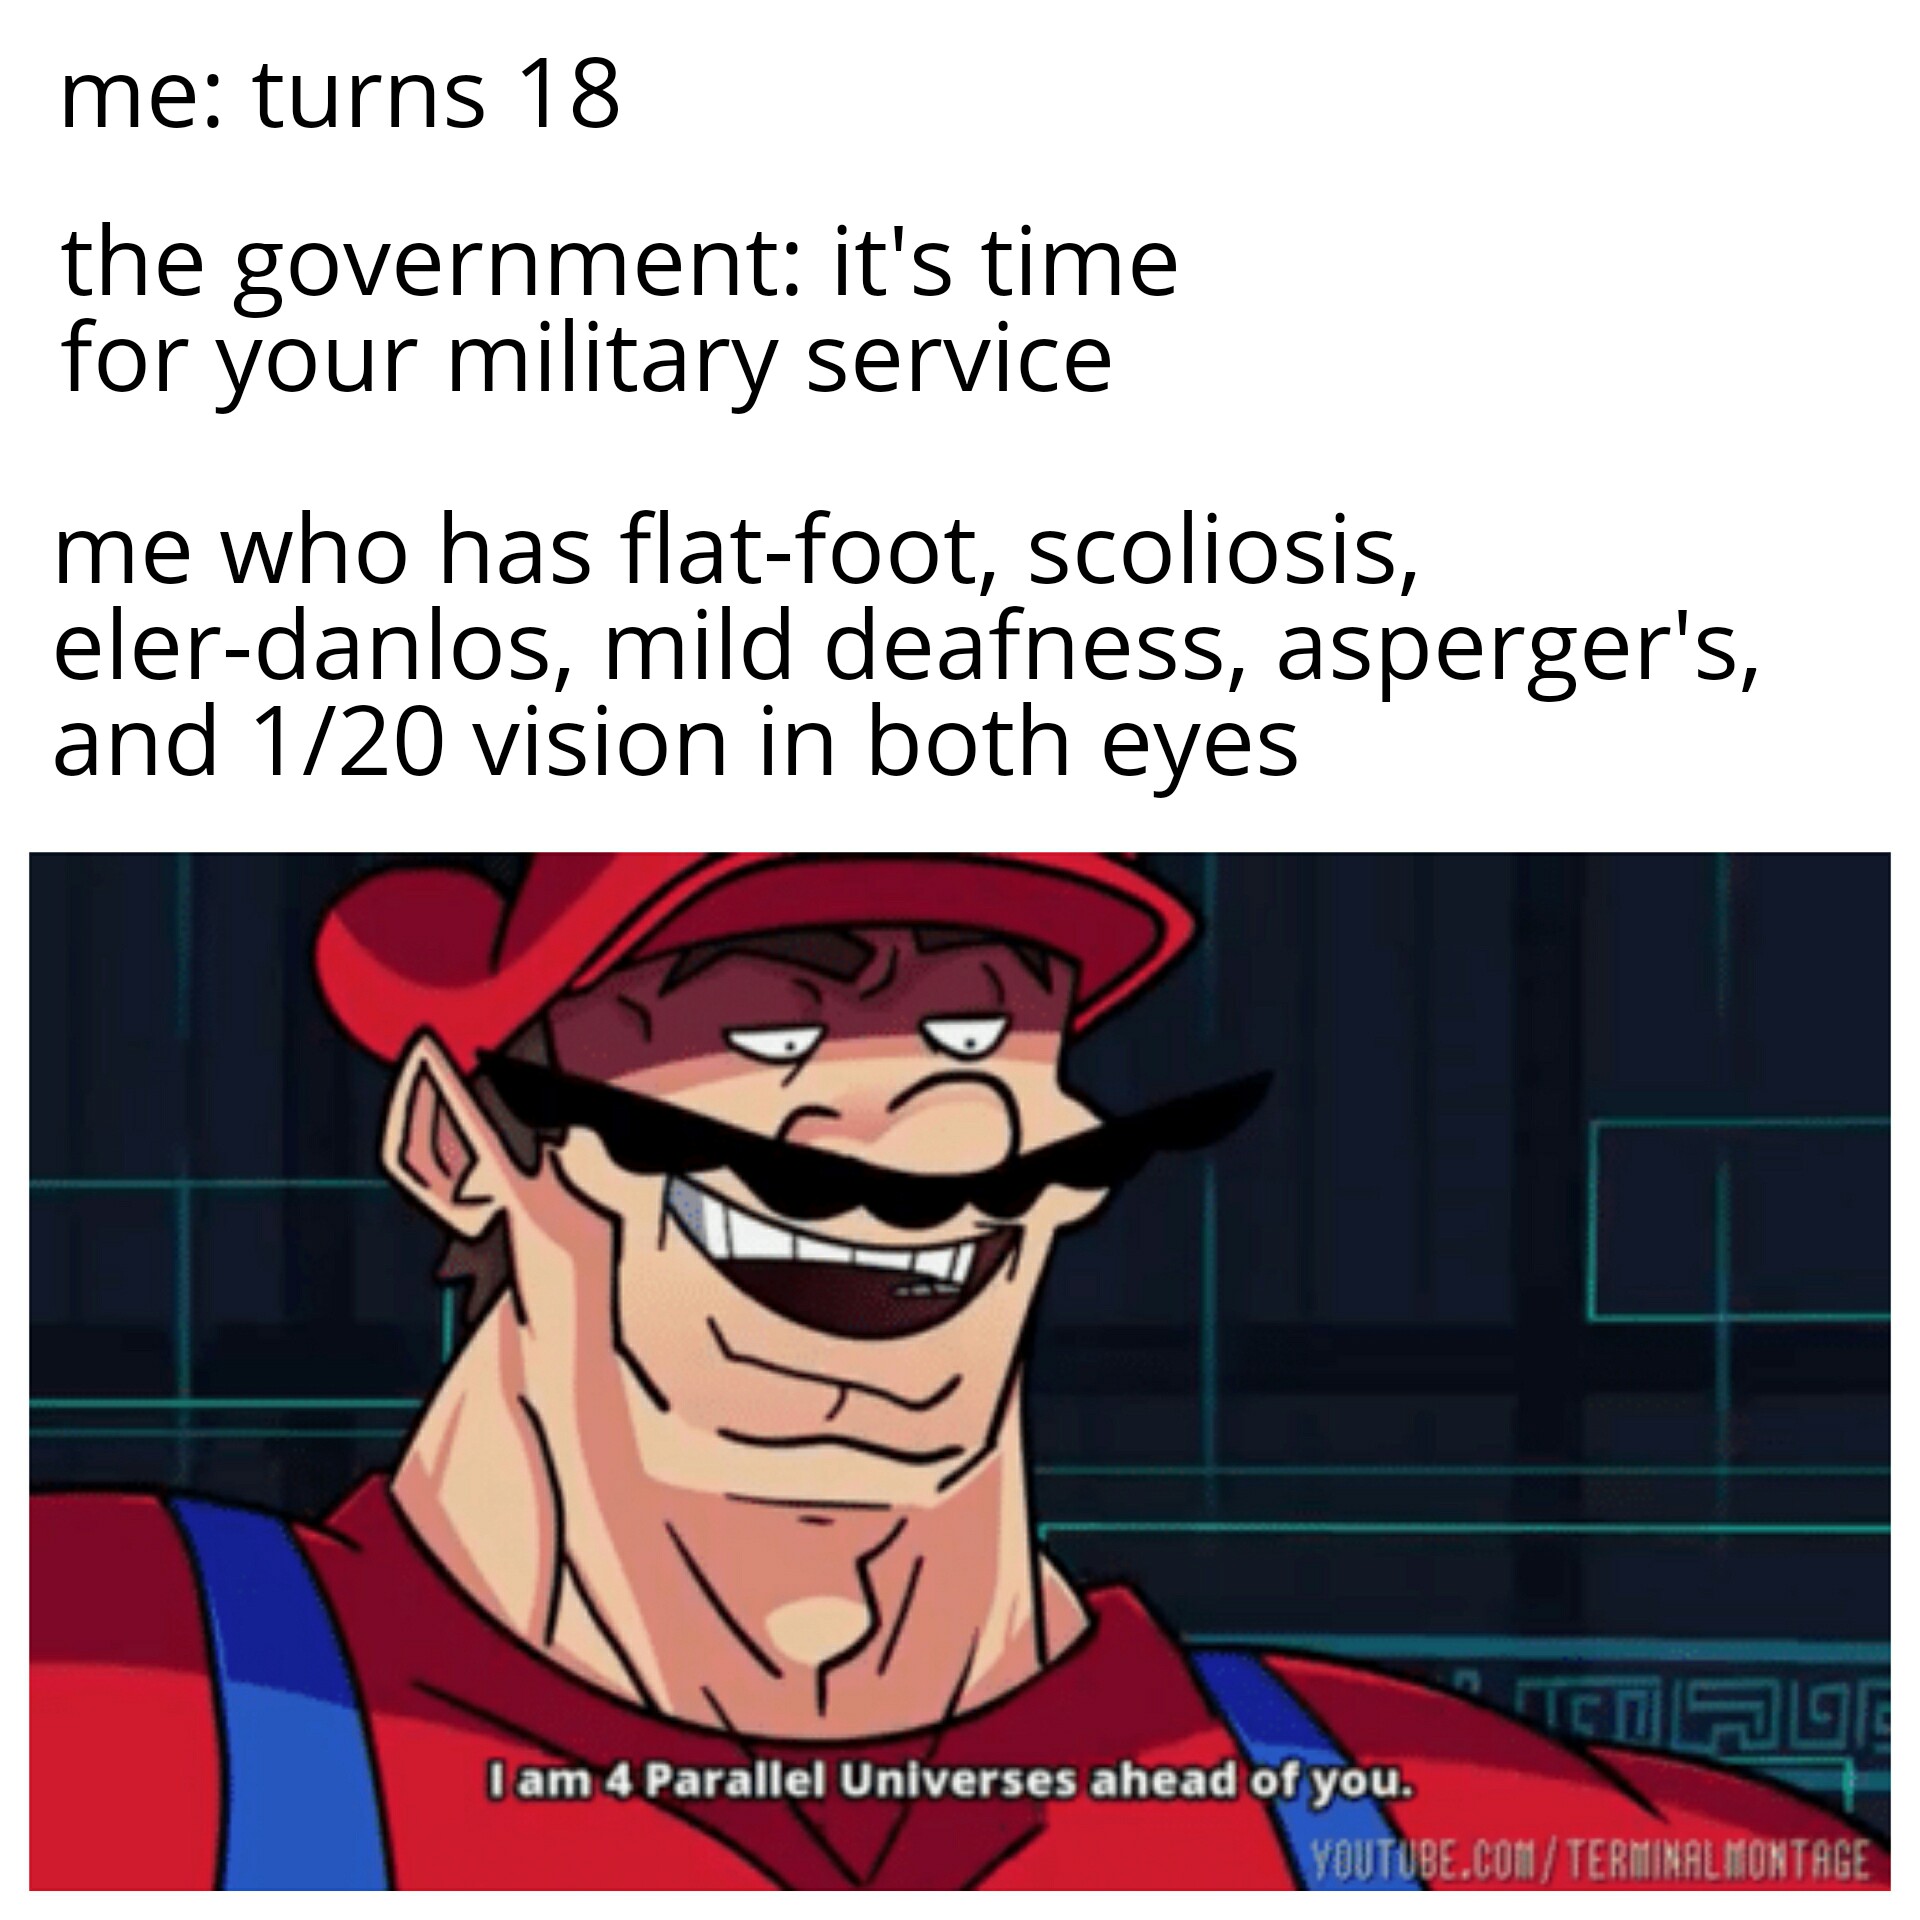 me: turns 18
the government: it's time
for your military service
me who has flat-foot, scoliosis,
eler-danlos, mild deafness, asperger's,
and 1/20 vision in both eyes
I am 4 Parallel Universes ahead of you.
YOUTUBE.COM/TERMINALMONTAGE